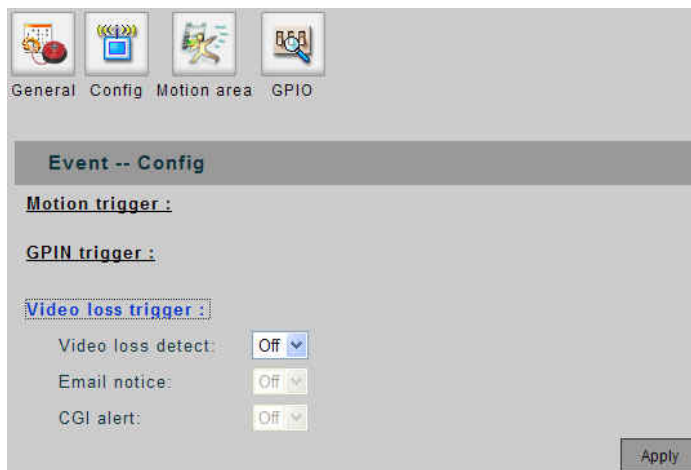 General Config Motion area GPIO
Event -- Config
Motion trigger :
GPIN trigger :
Video loss trigger :
Video loss detect: Off
Email notice: Off
CGI alert: Off
Apply